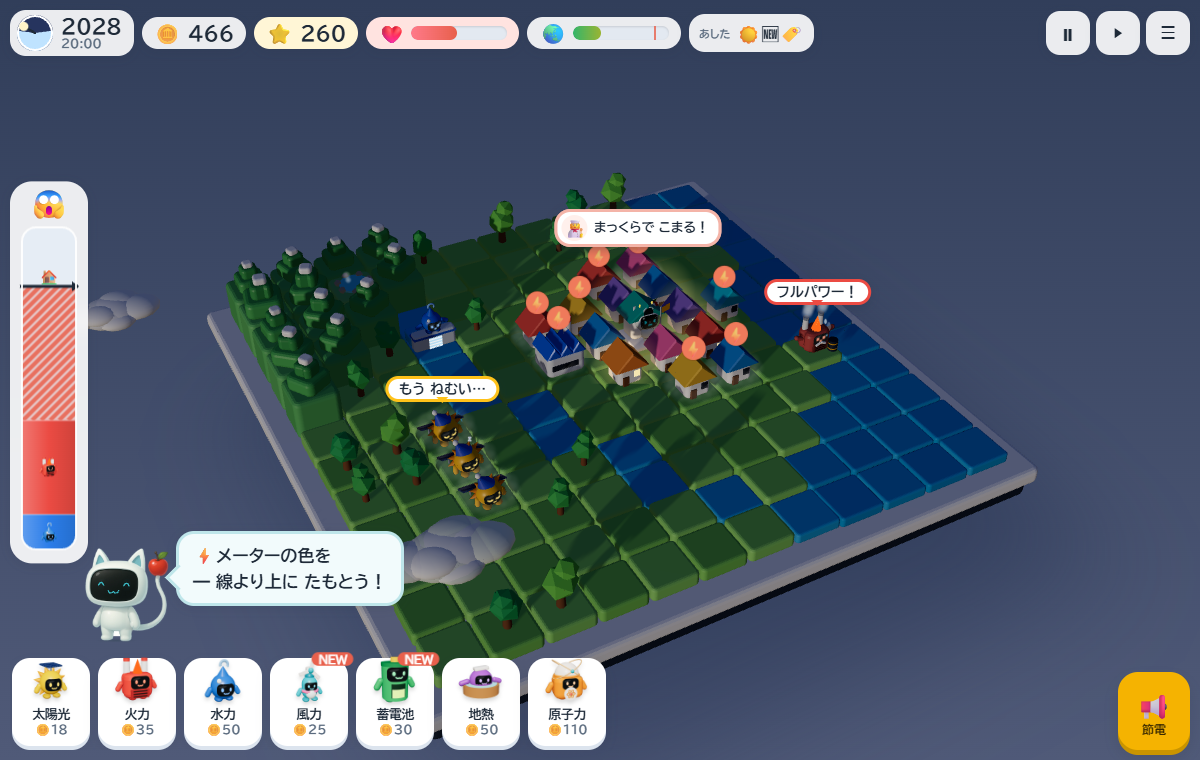 2028
20:00
466
260
あした
NEW
まっくらで こまる！
フルパワー！
もう ねむい…
メーターの色を
ー 線より上に たもとう！
NEW
NEW
太陽光
18
火力
35
水力
50
風力
25
蓄電池
30
地熱
50
原子力
110
節電